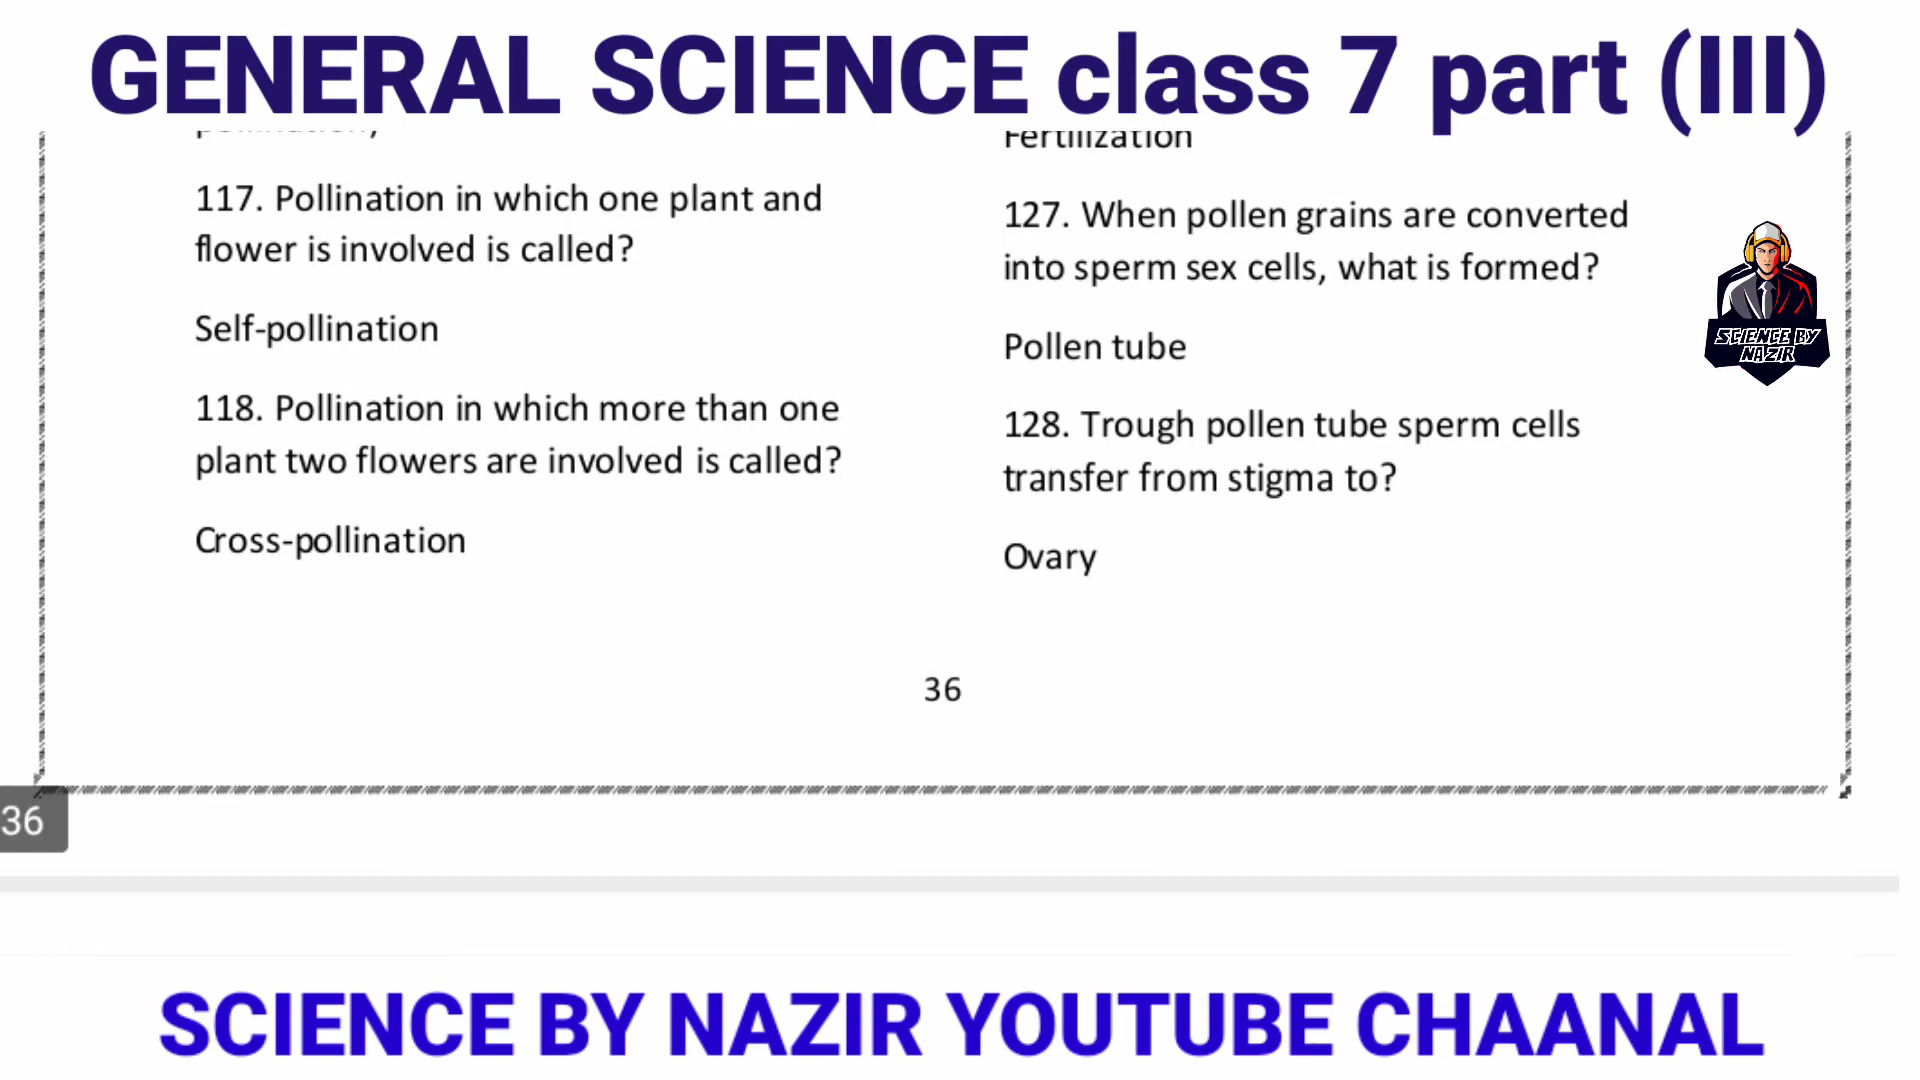 GENERAL SCIENCE class 7 part (III)
117. Pollination in which one plant and
flower is involved is called?
Self-pollination
118. Pollination in which more than one
plant two flowers are involved is called?
Cross-pollination
Fertilization
127. When pollen grains are converted
into sperm sex cells, what is formed?
Pollen tube
128. Trough pollen tube sperm cells
transfer from stigma to?
Ovary
SCIENCE BY
NAZIR
36
36
SCIENCE BY NAZIR YOUTUBE CHAANAL